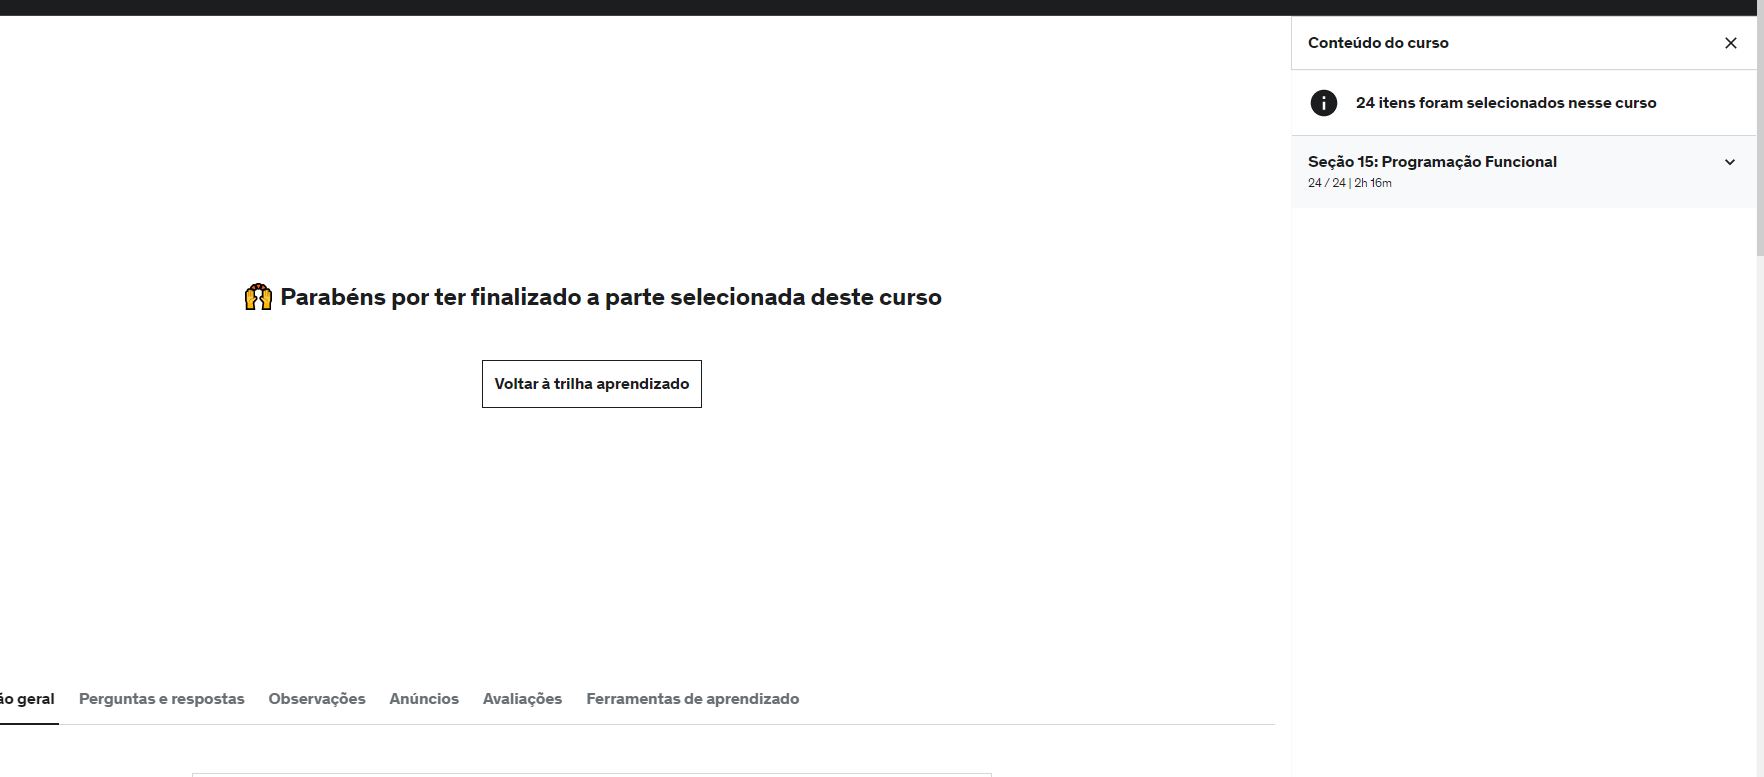 Conteúdo do curso
24 itens foram selecionados nesse curso
Seção 15: Programação Funcional
24 / 24 | 2h 16m
Parabéns por ter finalizado a parte selecionada deste curso
Voltar à trilha aprendizado
ão geral Perguntas e respostas Observações Anúncios Avaliações Ferramentas de aprendizado